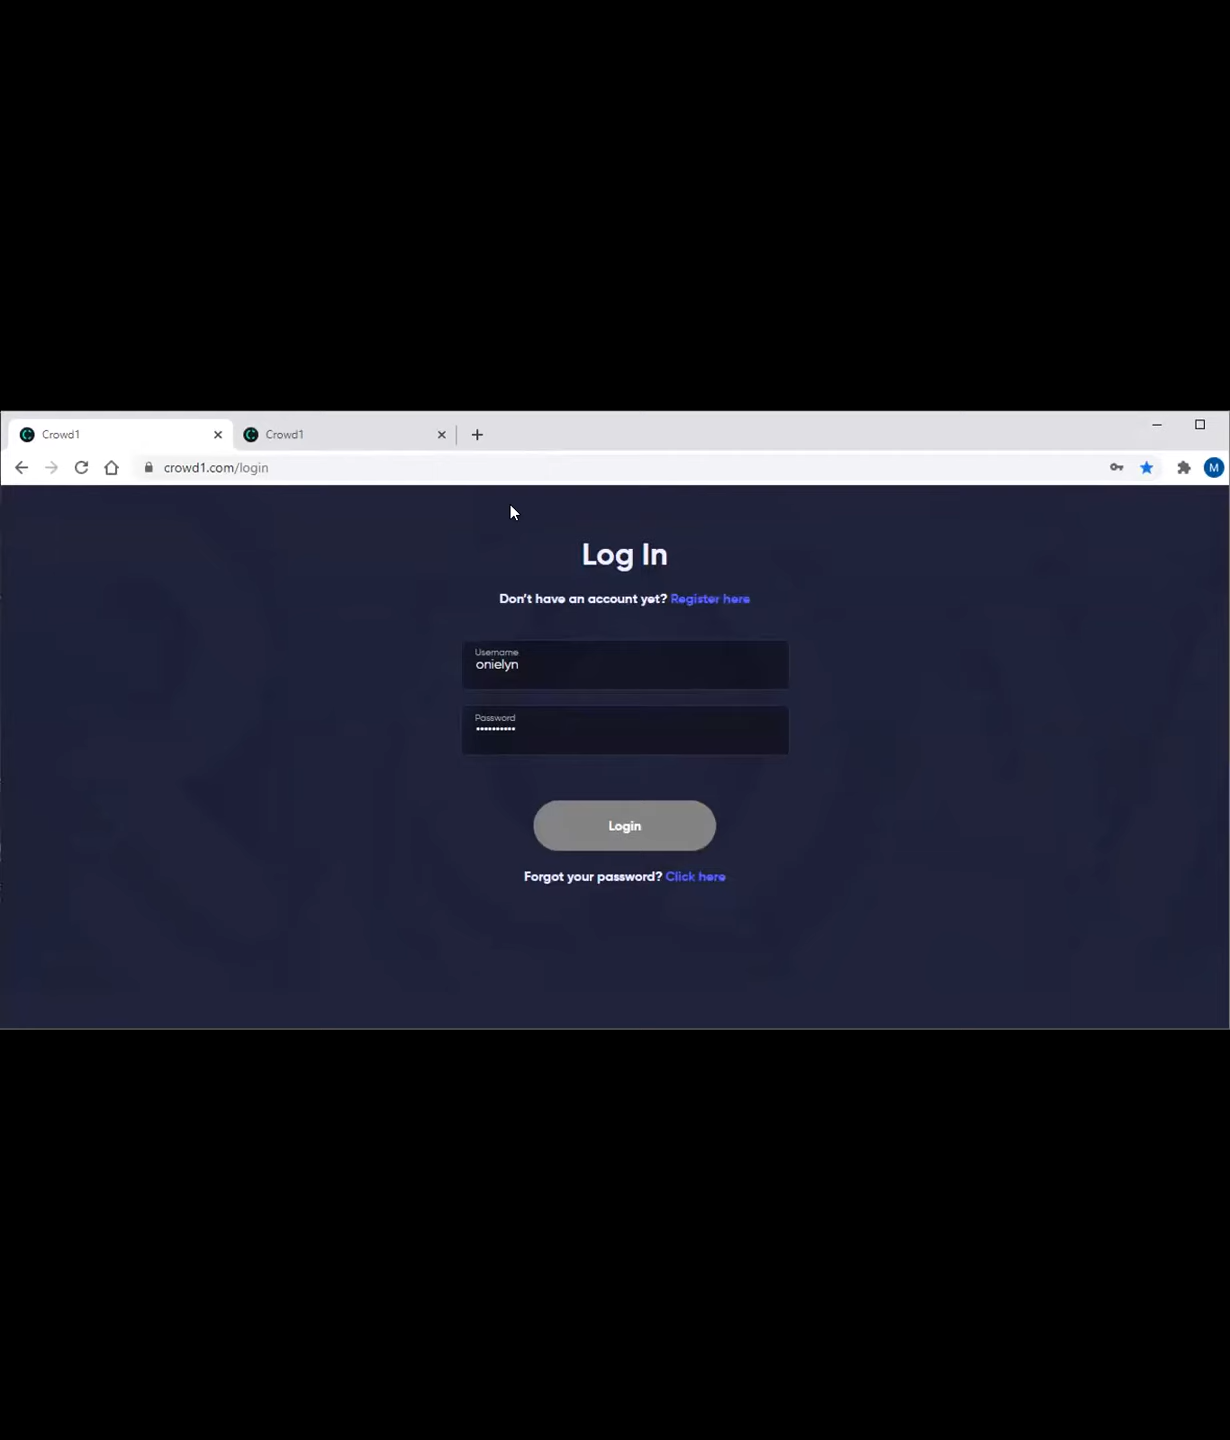 Crowd1
Crowd1
crowd1.com/login
M
Log In
Don't have an account yet? Register here
Username
onielyn
Password
••••••••••
Login
Forgot your password? Click here